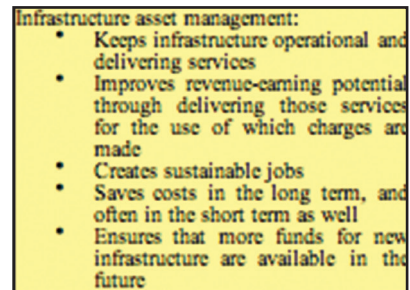 Infrastructure asset management:
• Keeps infrastructure operational and
delivering services
• Improves revenue-earning potential
through delivering those services
for the use of which charges are
made
• Creates sustainable jobs
• Saves costs in the long term, and
often in the short term as well
• Ensures that more funds for new
infrastructure are available in the
future